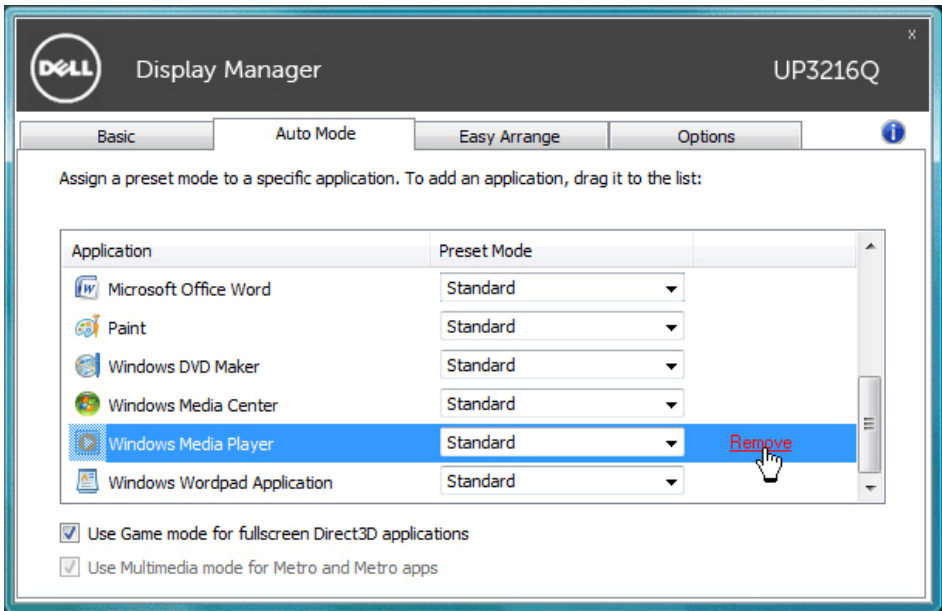 DELL Display Manager UP3216Q x
Basic Auto Mode Easy Arrange Options i
Assign a preset mode to a specific application. To add an application, drag it to the list:
Application Preset Mode
Microsoft Office Word Standard
Paint Standard
Windows DVD Maker Standard
Windows Media Center Standard
Windows Media Player Standard Remove
Windows Wordpad Application Standard
Use Game mode for fullscreen Direct3D applications
Use Multimedia mode for Metro and Metro apps